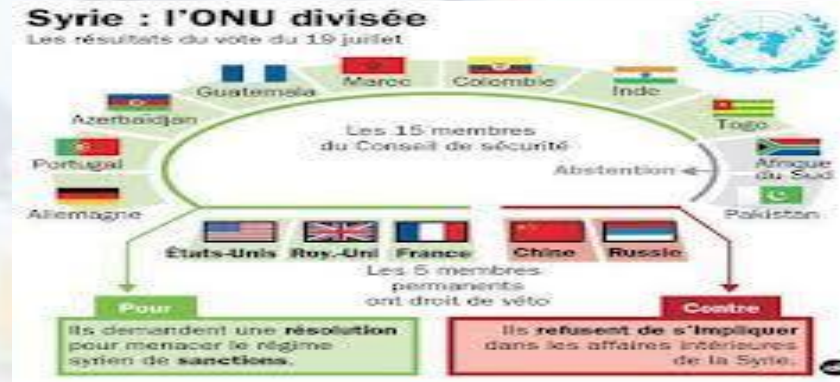 Syrie : l'ONU divisée
Les résultats du vote du 19 juillet
Guatemala
Maroc
Colombie
Inde
Azerbaïdjan
Togo
Portugal
Les 15 membres
du Conseil de sécurité
Abstention
Afrique
du Sud
Allemagne
Pakistan
États-Unis Roy.-Uni France Chine Russie
Les 5 membres
permanents
ont droit de véto
Pour
Contre
Ils demandent une résolution
pour menacer le régime
syrien de sanctions.
Ils refusent de s'impliquer
dans les affaires intérieures
de la Syrie.